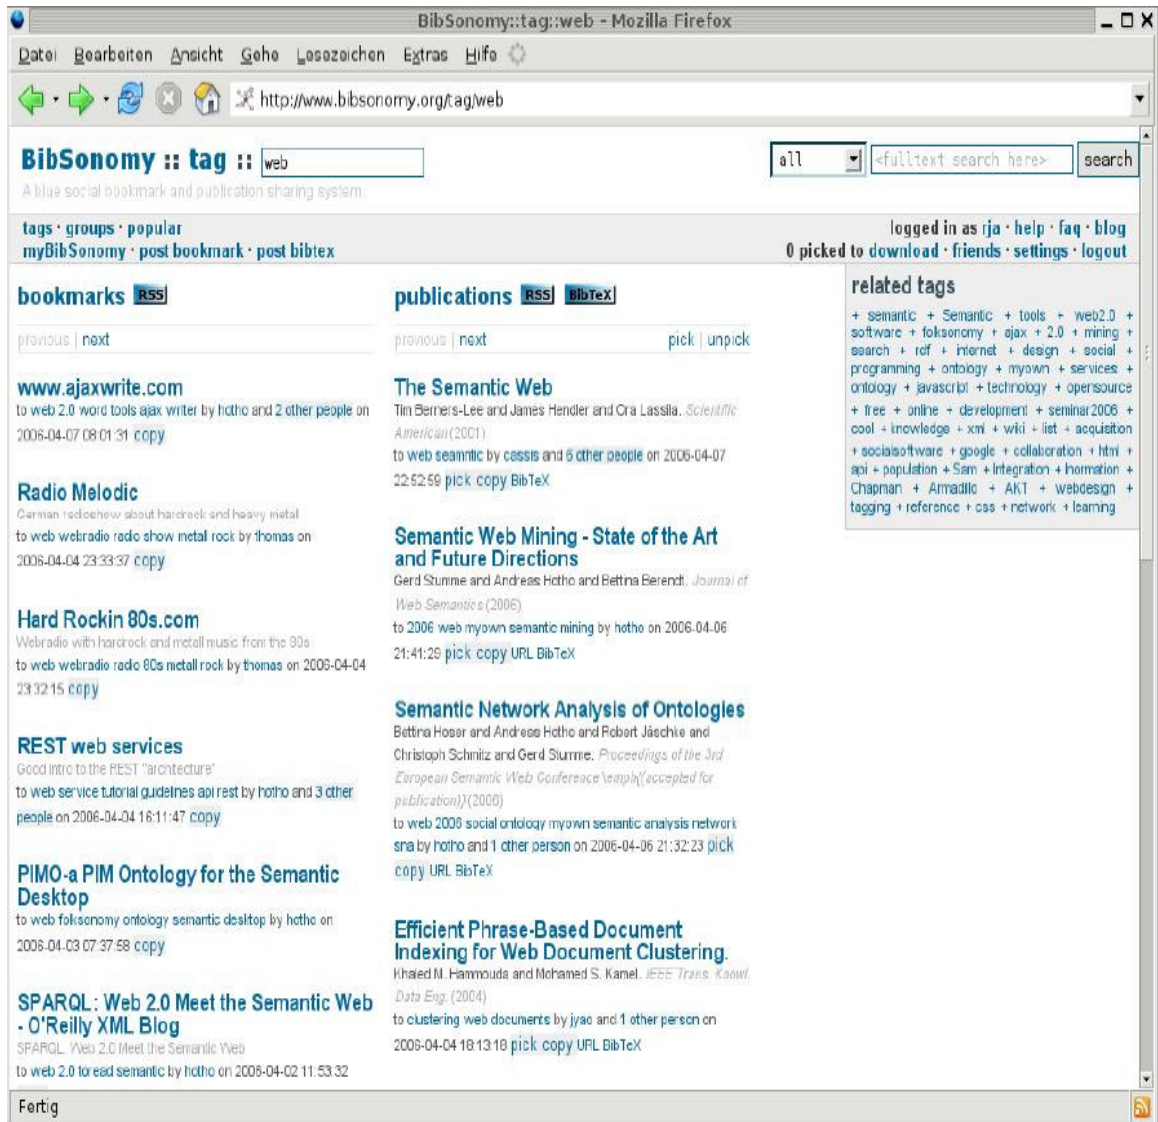 BibSonomy::tag::web - Mozilla Firefox
Datei Bearbeiten Ansicht Gehe Lesezeichen Extras Hilfe
http://www.bibsonomy.org/tag/web
BibSonomy :: tag :: web
all <fulltext search here> search
A blue social bookmark and publication sharing system.
tags · groups · popular
logged in as rja · help · faq · blog
myBibSonomy · post bookmark · post bibtex
0 picked to download · friends · settings · logout
bookmarks RSS
previous | next
www.ajaxwrite.com
to web 2.0 word tools ajax writer by hotho and 2 other people on
2006-04-07 08:01:31 copy
Radio Melodic
German radioshow about hardrock and heavy metal
to web webradio radio show metal rock by thomas on
2006-04-04 23:33:37 copy
Hard Rockin 80s.com
Webradio with hardrock and metall music from the 80s
to web webradio radio 80s metall rock by thomas on 2006-04-04
23:32:15 copy
REST web services
Good intro to the REST "architecture"
to web service tutorial guidelines api rest by hotho and 3 other
people on 2006-04-04 16:11:47 copy
PIMO-a PIM Ontology for the Semantic
Desktop
to web folksonomy ontology semantic desktop by hotho on
2006-04-03 07:37:58 copy
SPARQL: Web 2.0 Meet the Semantic Web
- O'Reilly XML Blog
SPARQL: Web 2.0 Meet the Semantic Web
to web 2.0 toread semantic by hotho on 2006-04-02 11:53:32
publications RSS BibTeX
previous | next pick | unpick
The Semantic Web
Tim Berners-Lee and James Hendler and Ora Lassila. Scientific
American (2001)
to web seamntic by cassis and 6 other people on 2006-04-07
22:52:59 pick copy BibTeX
Semantic Web Mining - State of the Art
and Future Directions
Gerd Stumme and Andreas Hotho and Bettina Berendt. Journal of
Web Semantics (2006)
to 2006 web myown semantic mining by hotho on 2006-04-06
21:41:29 pick copy URL BibTeX
Semantic Network Analysis of Ontologies
Bettina Hoser and Andreas Hotho and Robert Jäschke and
Christoph Schmitz and Gerd Stumme. Proceedings of the 3rd
European Semantic Web Conference \emph{(accepted for
publication)} (2006)
to web 2006 social ontology myown semantic analysis network
sna by hotho and 1 other person on 2006-04-06 21:32:23 pick
copy URL BibTeX
Efficient Phrase-Based Document
Indexing for Web Document Clustering.
Khaled M. Hammouda and Mohamed S. Kamel. IEEE Trans. Knowl.
Data Eng. (2004)
to clustering web documents by jyao and 1 other person on
2006-04-04 18:13:18 pick copy URL BibTeX
related tags
+ semantic + Semantic + tools + web2.0 +
software + folksonomy + ajax + 2.0 + mining +
search + rdf + internet + design + social +
programming + ontology + myown + services +
ontology + javascript + technology + opensource
+ free + online + development + seminar2006 +
cool + knowledge + xml + wiki + list + acquisition
+ socialsoftware + google + collaboration + html +
api + population + Sam + Integration +
Chapman + Armadillo + AKT + webdesign +
tagging + reference + css + network + learning
Fertig